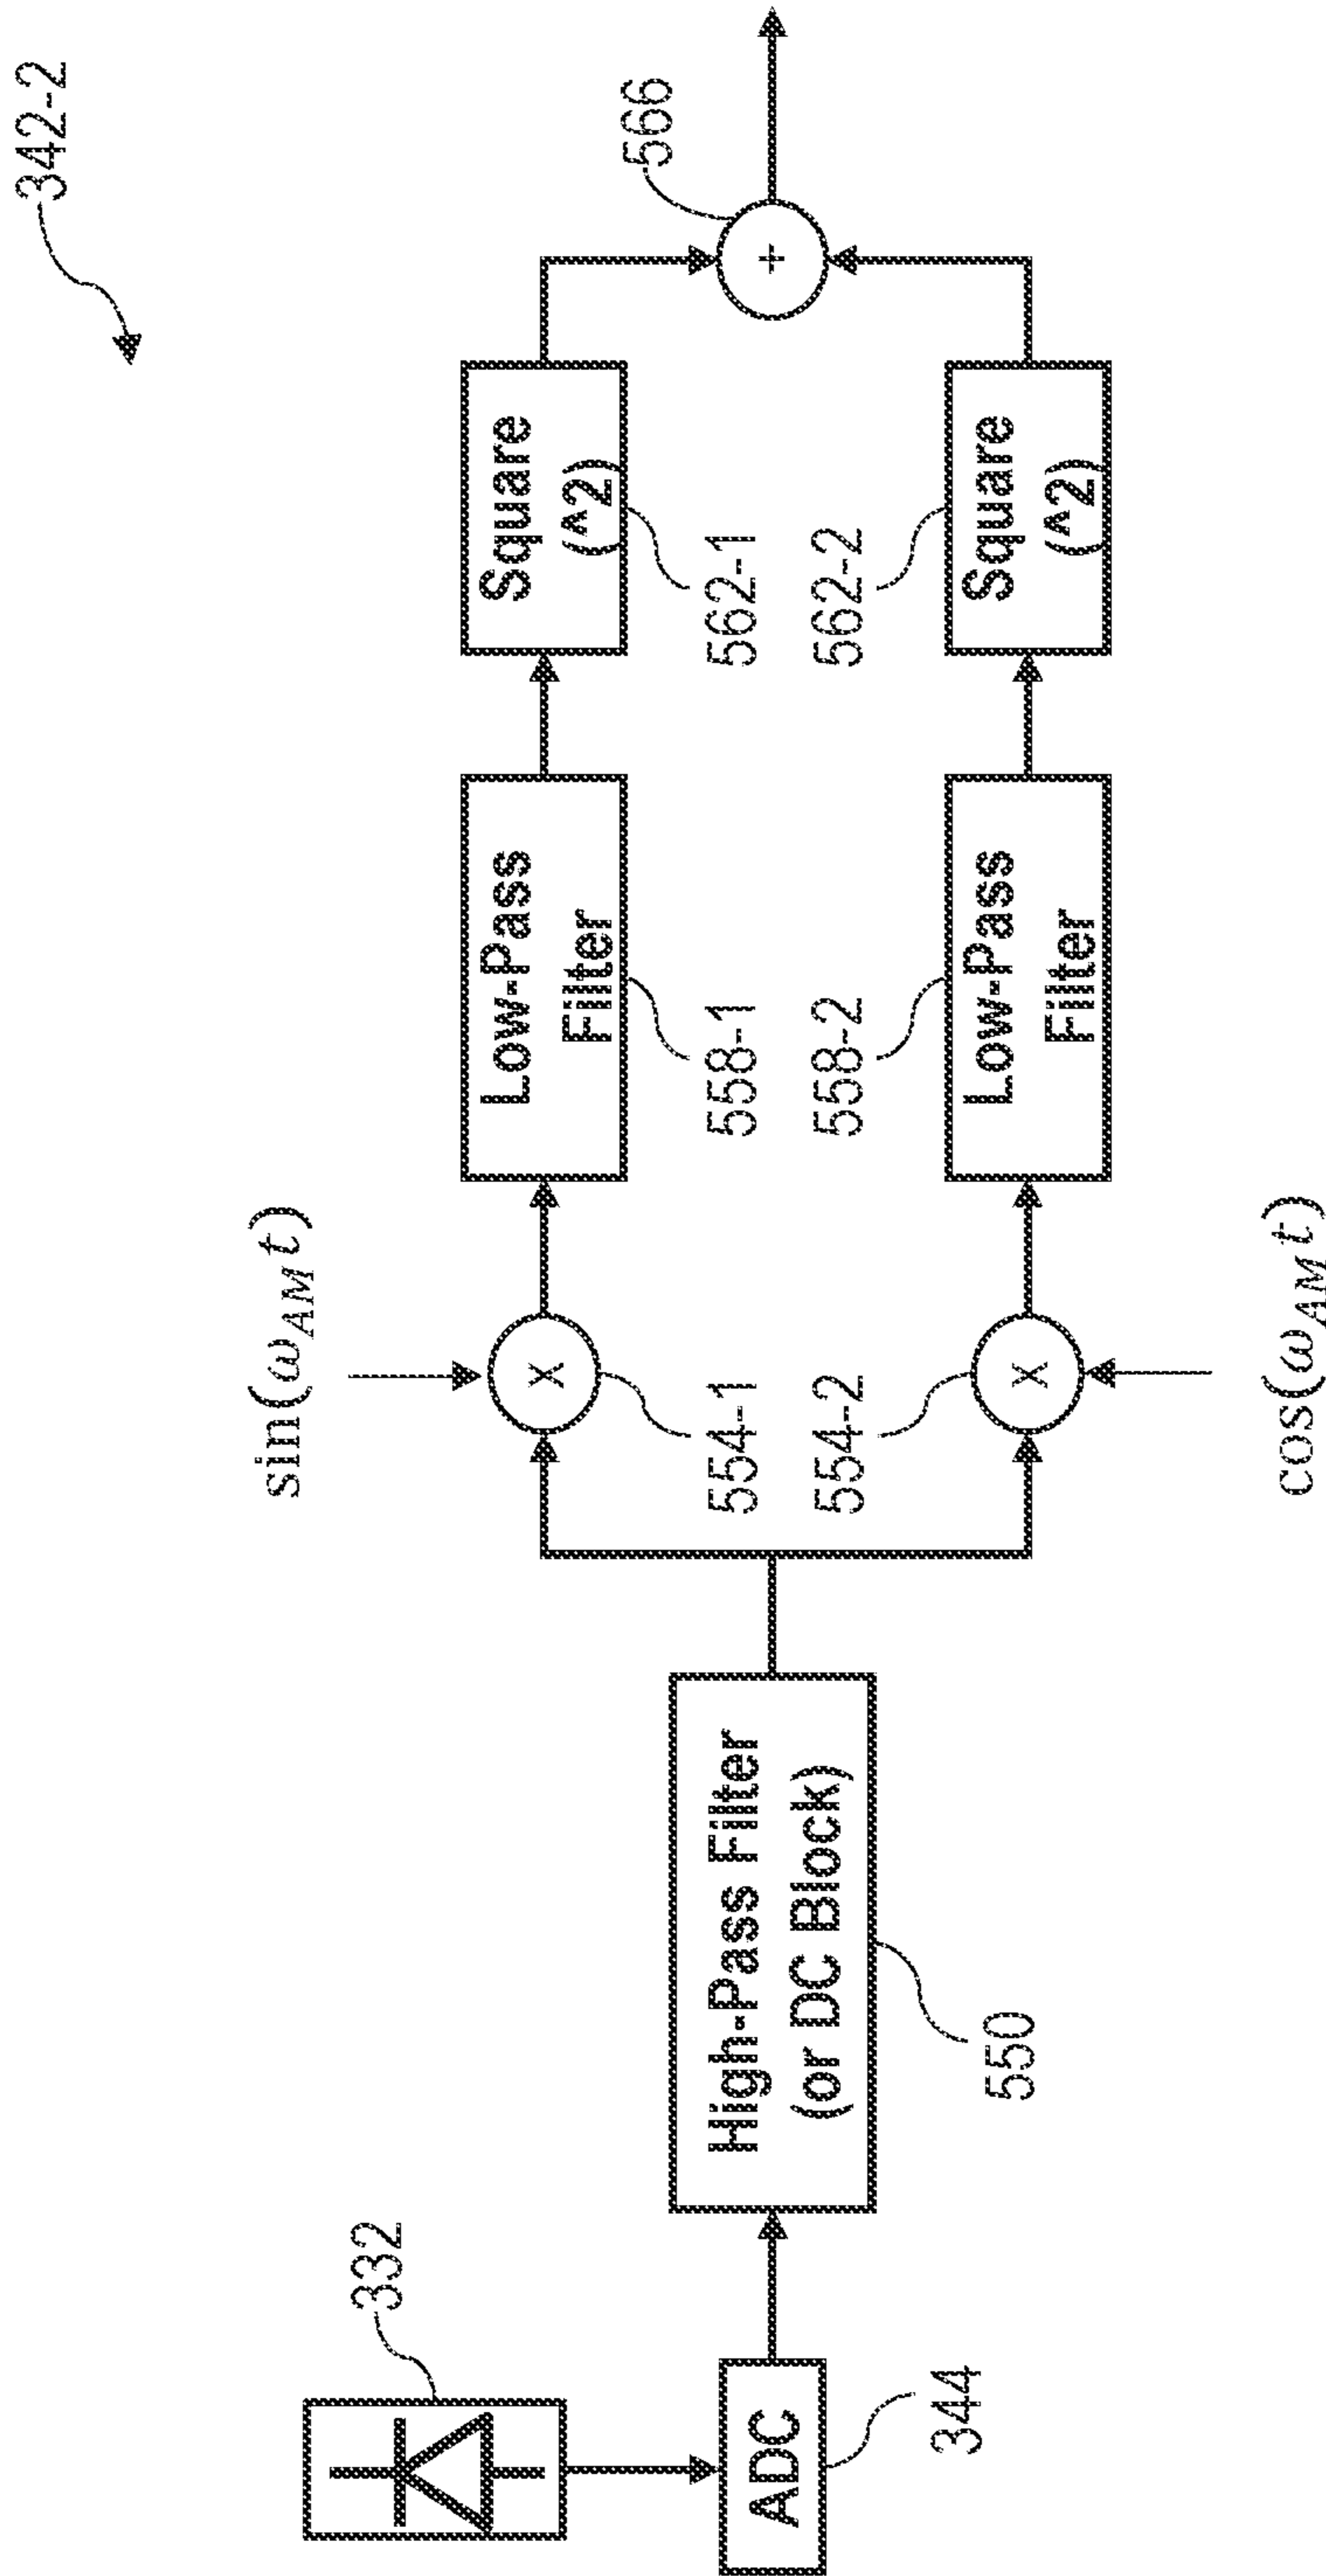 342-2
sin(ω_AM t)
332
566
ADC
344
High-Pass Filter
(or DC Block)
550
x
554-1
Low-Pass
Filter
558-1
Square
(^2)
562-1
+
x
554-2
Low-Pass
Filter
558-2
Square
(^2)
562-2
cos(ω_AM t)